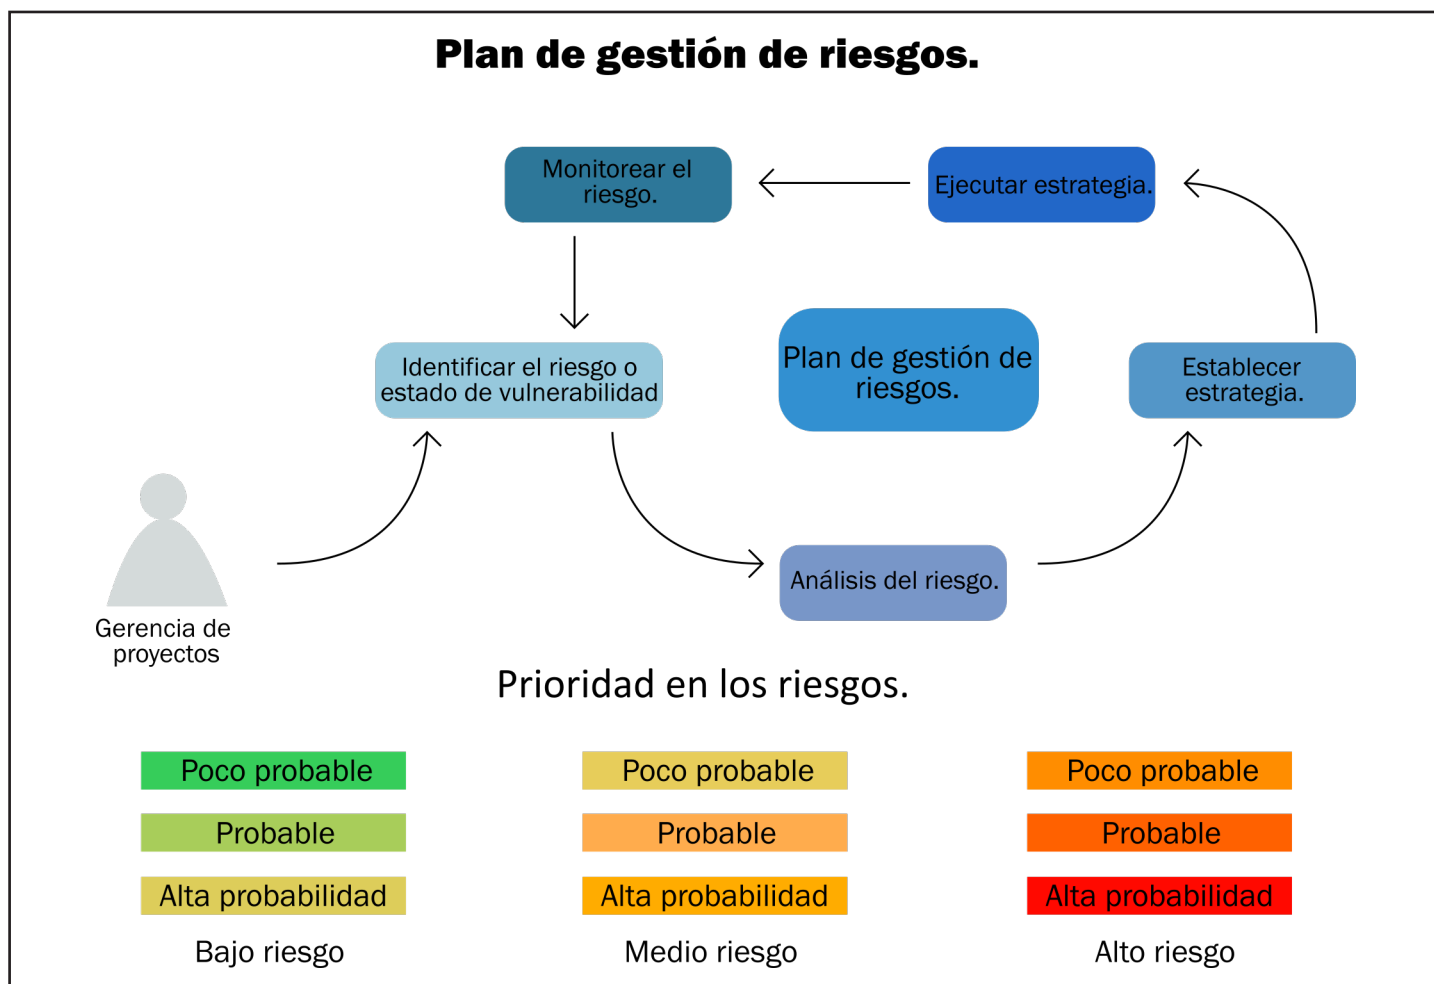 Plan de gestión de riesgos.
Monitorear el
riesgo.
Ejecutar estrategia.
Identificar el riesgo o
estado de vulnerabilidad
Plan de gestión de
riesgos.
Establecer
estrategia.
Análisis del riesgo.
Gerencia de
proyectos
Prioridad en los riesgos.
Poco probable
Probable
Alta probabilidad
Bajo riesgo
Poco probable
Probable
Alta probabilidad
Medio riesgo
Poco probable
Probable
Alta probabilidad
Alto riesgo